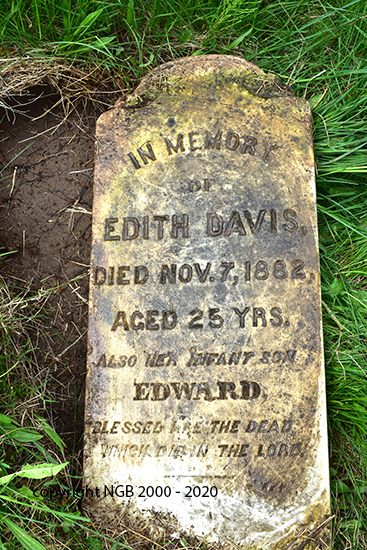 IN MEMORY
OF
EDITH DAVIS,
DIED NOV. 7, 1882,
AGED 25 YRS.
ALSO HER INFANT SON
EDWARD.
BLESSED ARE THE DEAD
WHICH DIE IN THE LORD.
copyright NGB 2000 - 2020